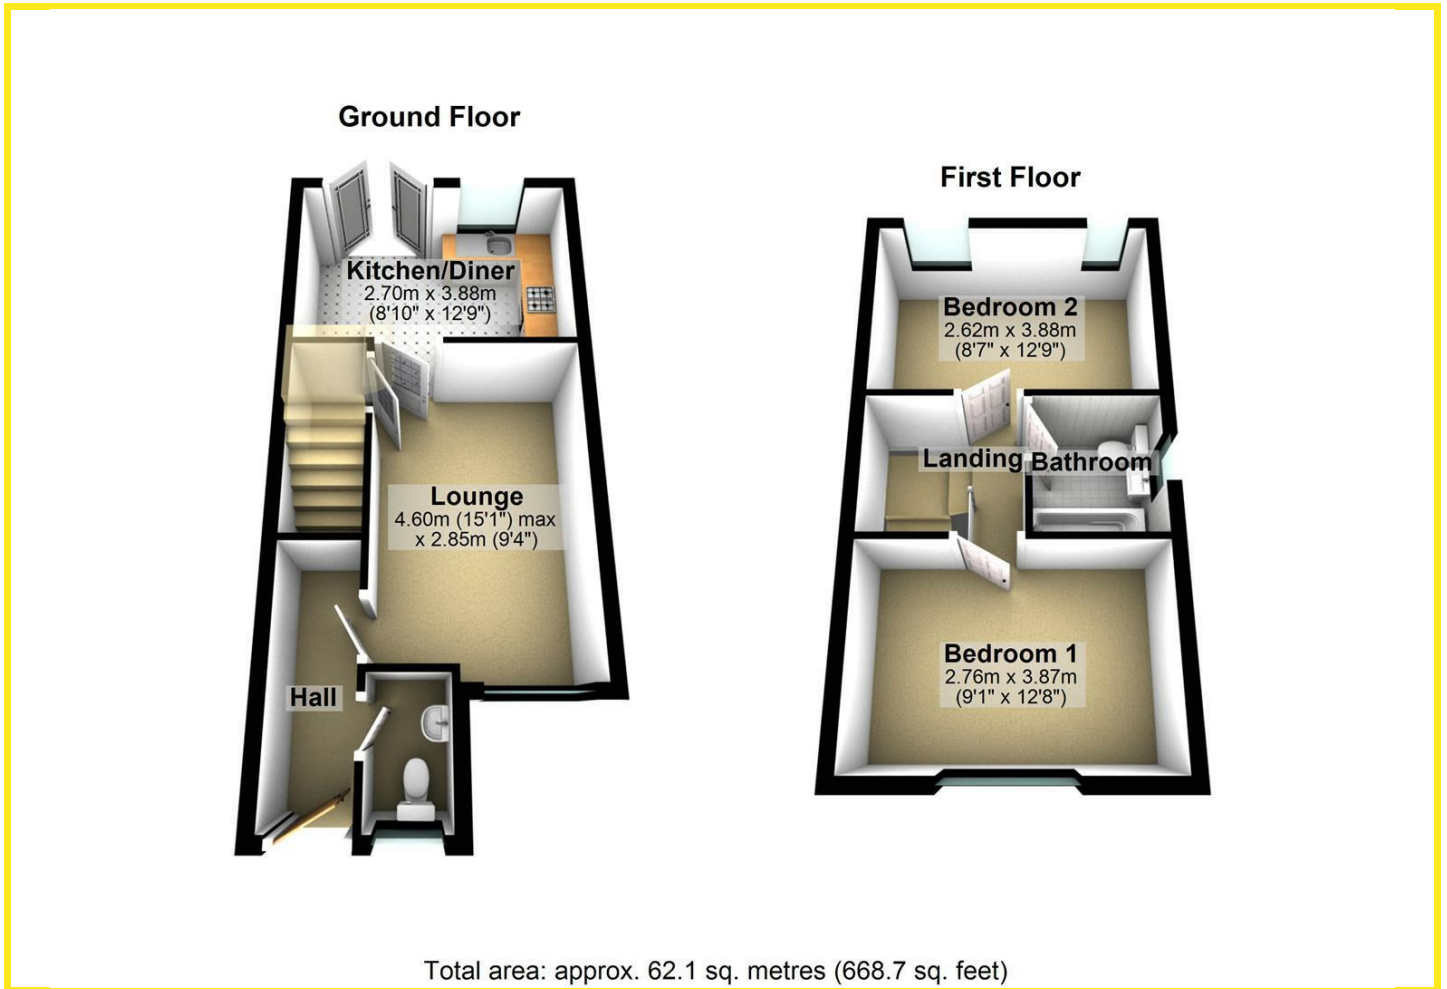 Ground Floor
Kitchen/Diner
2.70m x 3.88m
(8'10" x 12'9")
Lounge
4.60m (15'1") max
x 2.85m (9'4")
Hall
First Floor
Bedroom 2
2.62m x 3.88m
(8'7" x 12'9")
Landing
Bathroom
Bedroom 1
2.76m x 3.87m
(9'1" x 12'8")
Total area: approx. 62.1 sq. metres (668.7 sq. feet)